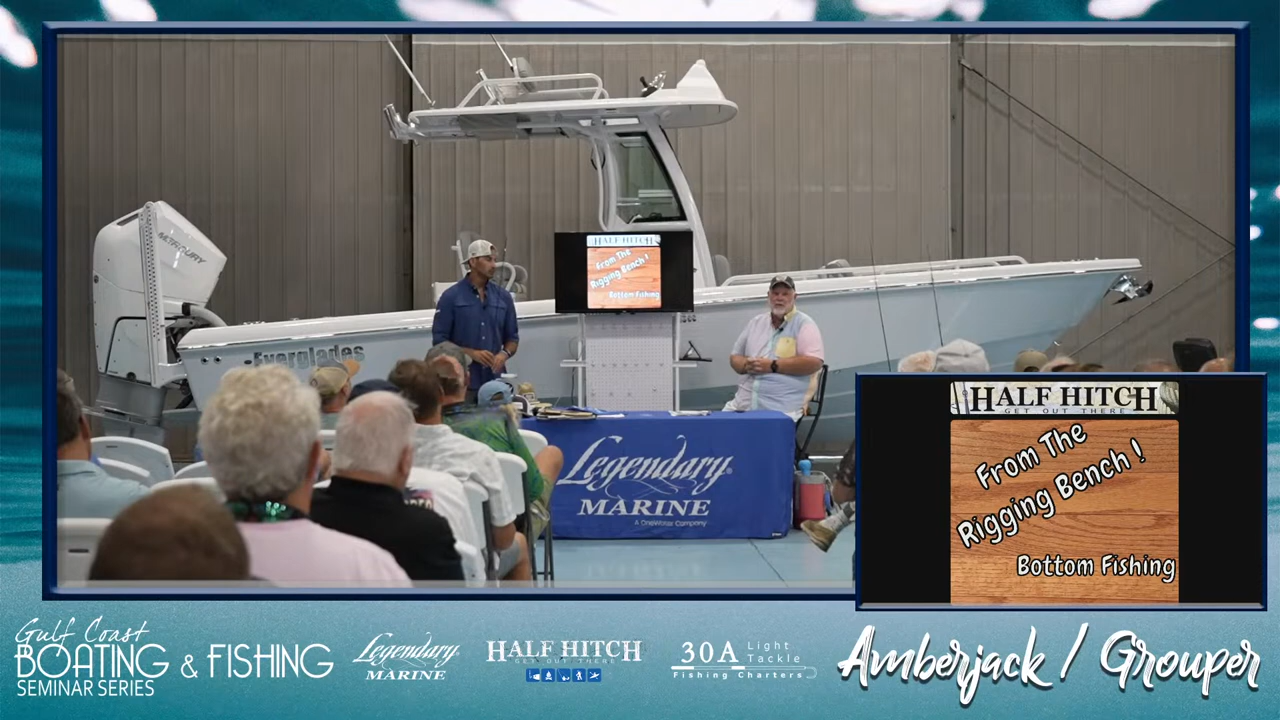 MERCURY
HALF HITCH
From The
Rigging Bench !
Bottom Fishing
Everglades
Legendary
MARINE
A OneWater Company
HALF HITCH
GET OUT THERE
From The
Rigging Bench !
Bottom Fishing
Gulf Coast
BOATING & FISHING
SEMINAR SERIES
Legendary
MARINE
HALF HITCH
GET OUT THERE
30A Light Tackle
Fishing Charters
Amberjack / Grouper